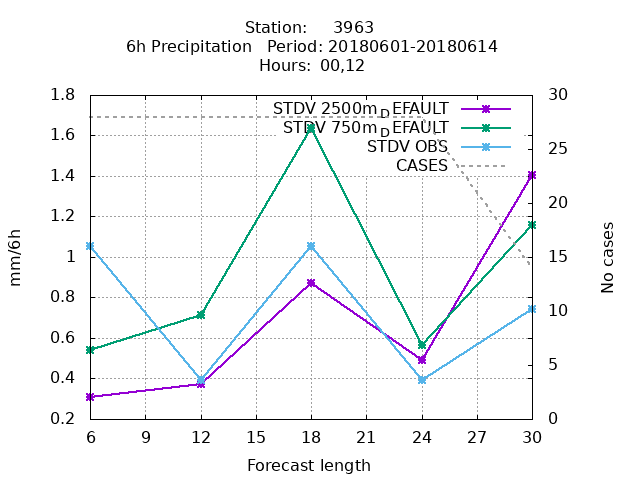 Station: 3963
6h Precipitation Period: 20180601-20180614
Hours: 00,12
STDV 2500m_DEFAULT
STDV 750m_DEFAULT
STDV OBS
CASES
1.8
1.6
1.4
1.2
1
0.8
0.6
0.4
0.2
mm/6h
30
25
20
15
10
5
0
No cases
6 9 12 15 18 21 24 27 30
Forecast length